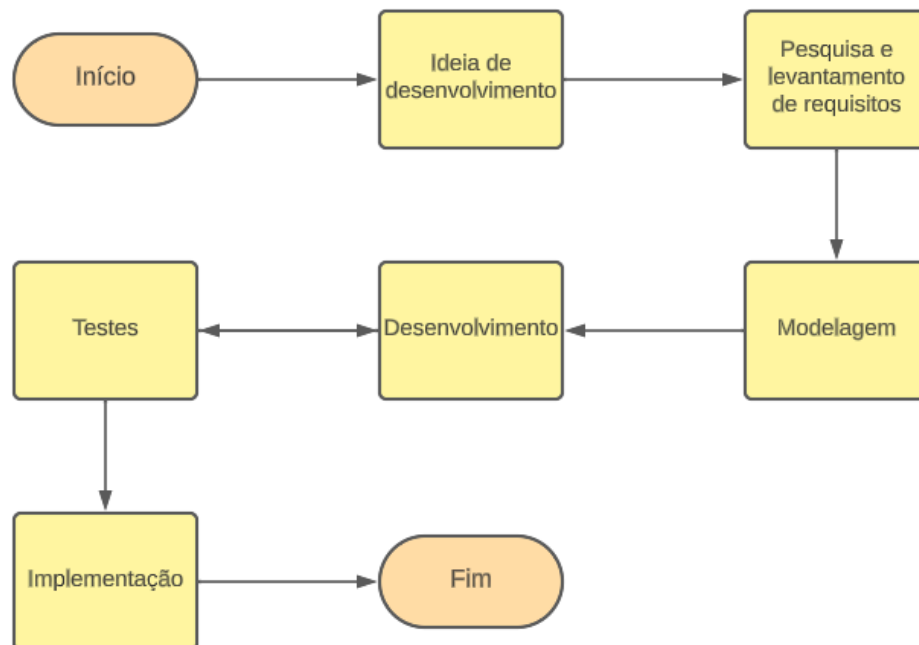 Início
Ideia de
desenvolvimento
Pesquisa e
levantamento
de requisitos
Testes
Desenvolvimento
Modelagem
Implementação
Fim